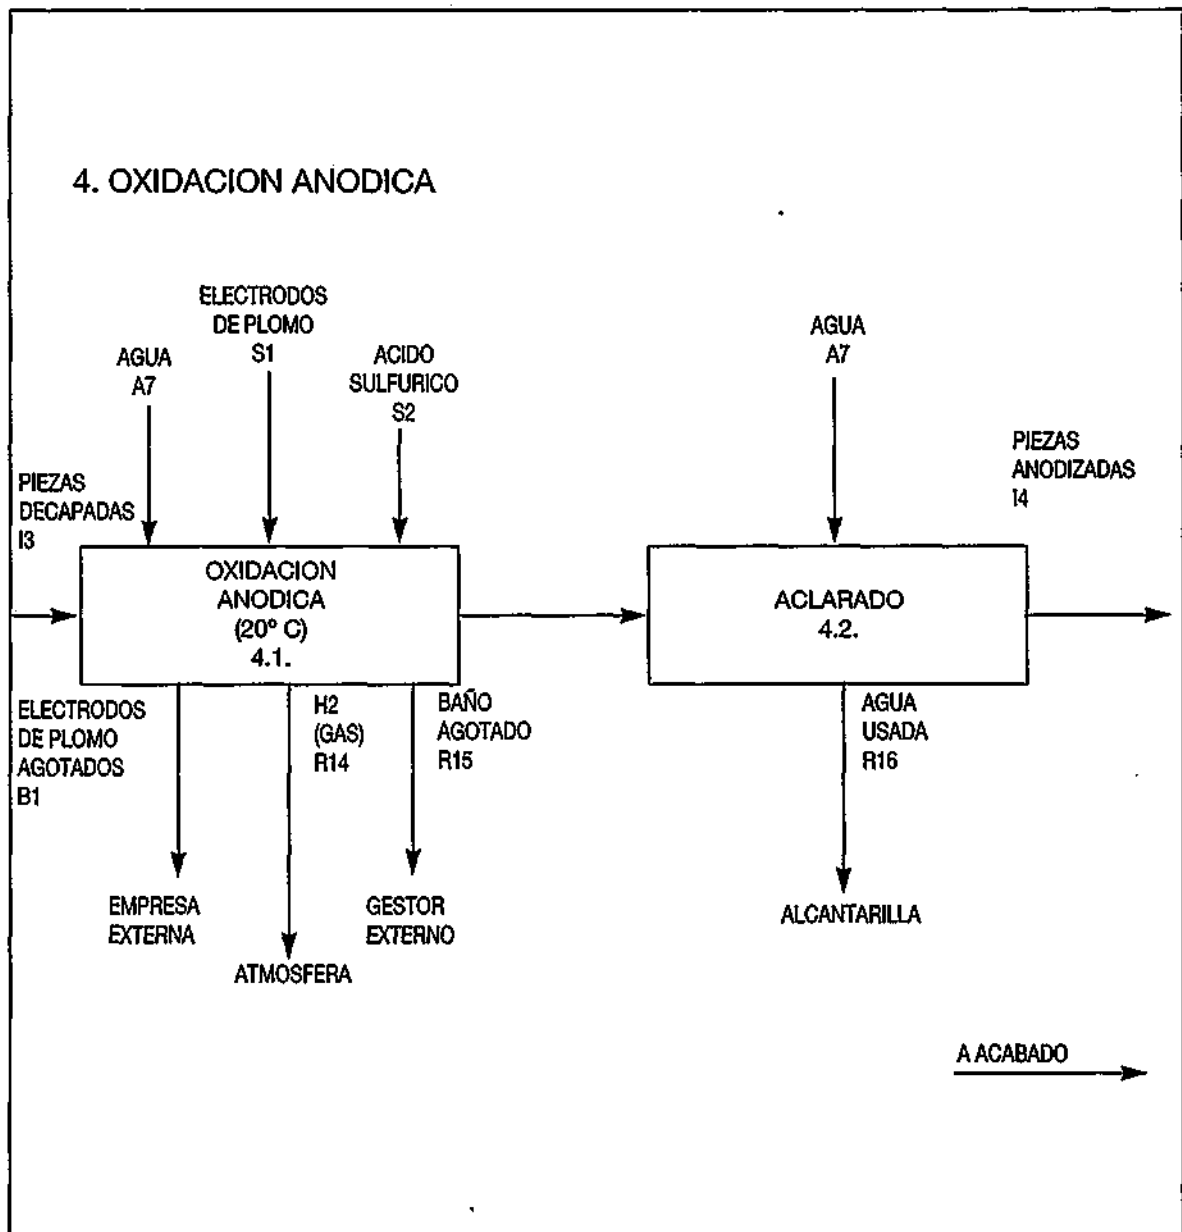 4. OXIDACION ANODICA
ELECTRODOS
DE PLOMO
S1
AGUA
A7
ACIDO
SULFURICO
S2
AGUA
A7
PIEZAS
DECAPADAS
I3
PIEZAS
ANODIZADAS
I4
OXIDACION
ANODICA
(20º C)
4.1.
ACLARADO
4.2.
ELECTRODOS
DE PLOMO
AGOTADOS
B1
H2
(GAS)
R14
BAÑO
AGOTADO
R15
AGUA
USADA
R16
EMPRESA
EXTERNA
ATMOSFERA
GESTOR
EXTERNO
ALCANTARILLA
A ACABADO